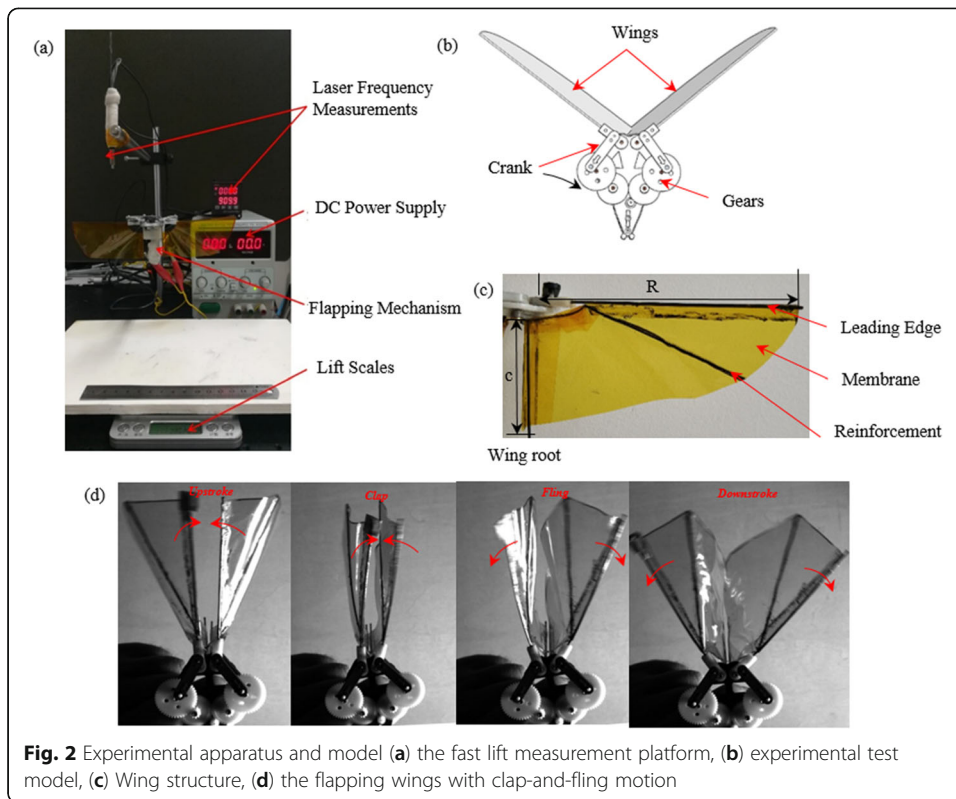 (a)
Laser Frequency
Measurements
DC Power Supply
Flapping Mechanism
Lift Scales
(b)
Wings
Crank
Gears
(c)
R
c
Leading Edge
Membrane
Reinforcement
Wing root
(d)
Upstroke
Clap
Fling
Downstroke
Fig. 2 Experimental apparatus and model (a) the fast lift measurement platform, (b) experimental test
model, (c) Wing structure, (d) the flapping wings with clap-and-fling motion